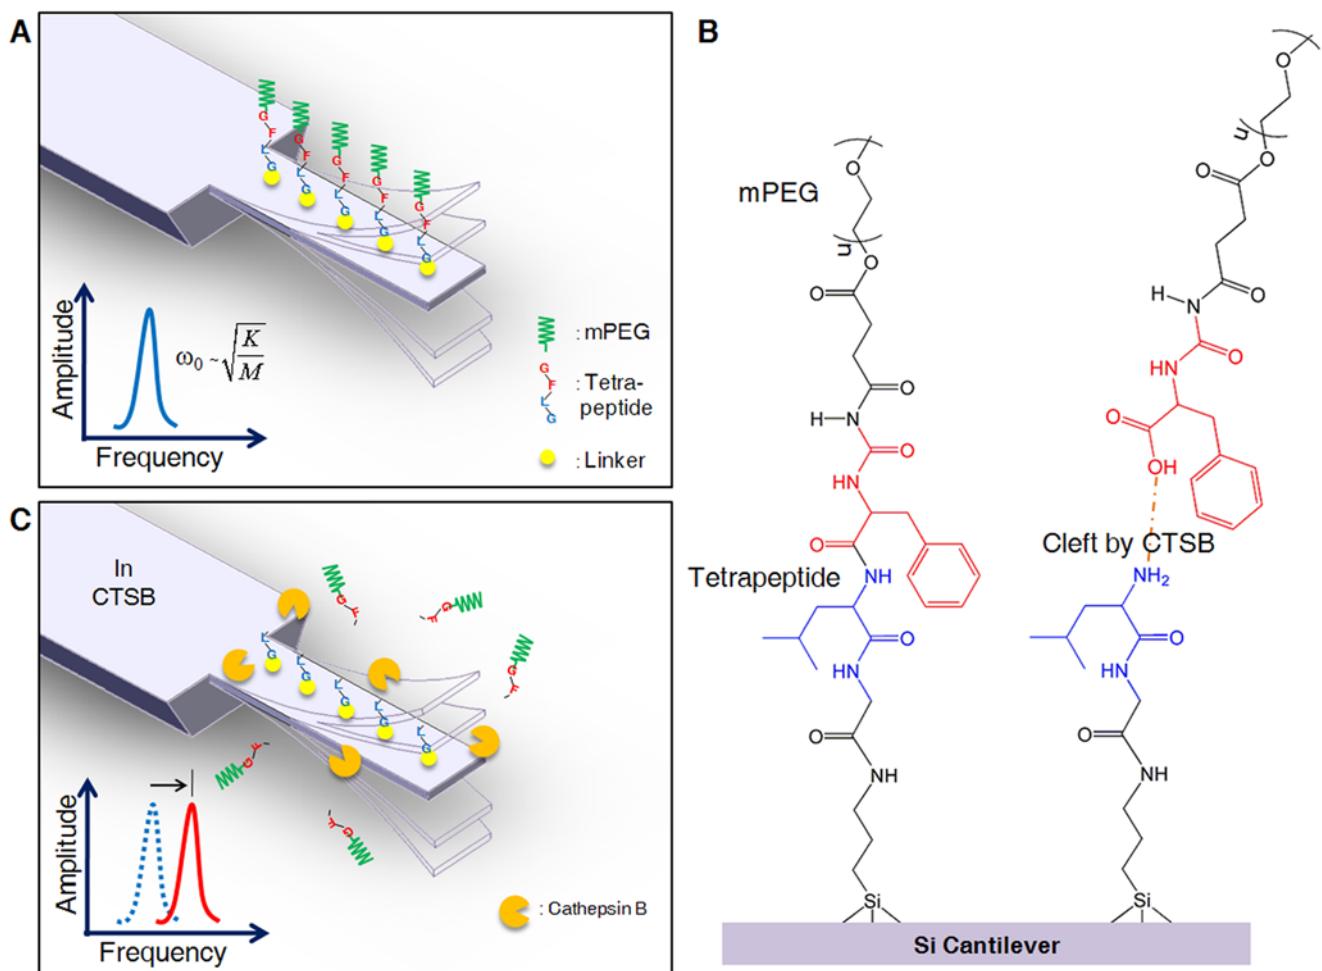 A
G
F
L
G
G
F
L
G
G
F
L
G
G
F
L
G
G
F
L
G
Amplitude
Frequency
ω0 ~ √K/M
: mPEG
G
F
L
G
: Tetra-
peptide
: Linker
B
mPEG
O
n
O
O
O
H N
O
HN
O
NH
Tetrapeptide
O
HN
O
NH
Si
O
n
O
O
O
H N
O
HN
O
OH
Cleft by CTSB
NH2
O
HN
O
NH
Si
Si Cantilever
C
In
CTSB
G
F
F
G
G
F
L
G
L
G
L
G
L
G
L
G
G
F
F
G
Amplitude
Frequency
: Cathepsin B